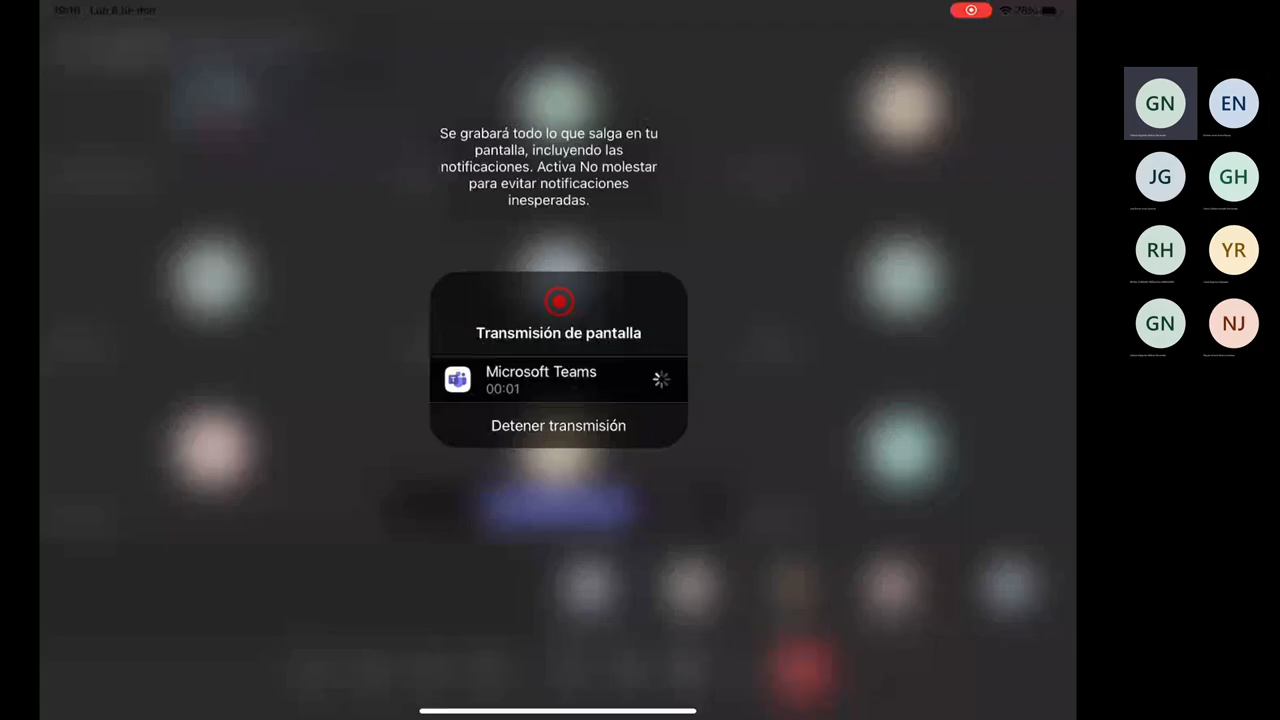 Se grabará todo lo que salga en tu
pantalla, incluyendo las
notificaciones. Activa No molestar
para evitar notificaciones
inesperadas.
Transmisión de pantalla
Microsoft Teams
00:01
Detener transmisión
GN
EN
JG
GH
RH
YR
GN
NJ